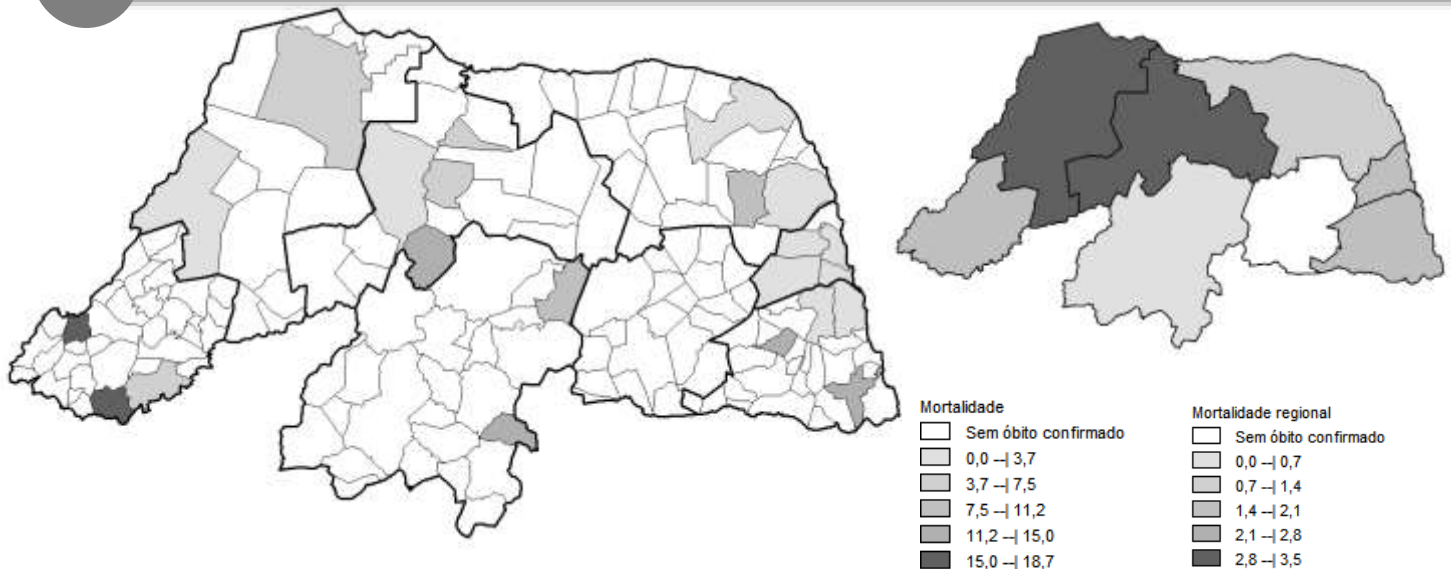 Mortalidade
Sem óbito confirmado
0,0 --| 3,7
3,7 --| 7,5
7,5 --| 11,2
11,2 --| 15,0
15,0 --| 18,7
Mortalidade regional
Sem óbito confirmado
0,0 --| 0,7
0,7 --| 1,4
1,4 --| 2,1
2,1 --| 2,8
2,8 --| 3,5